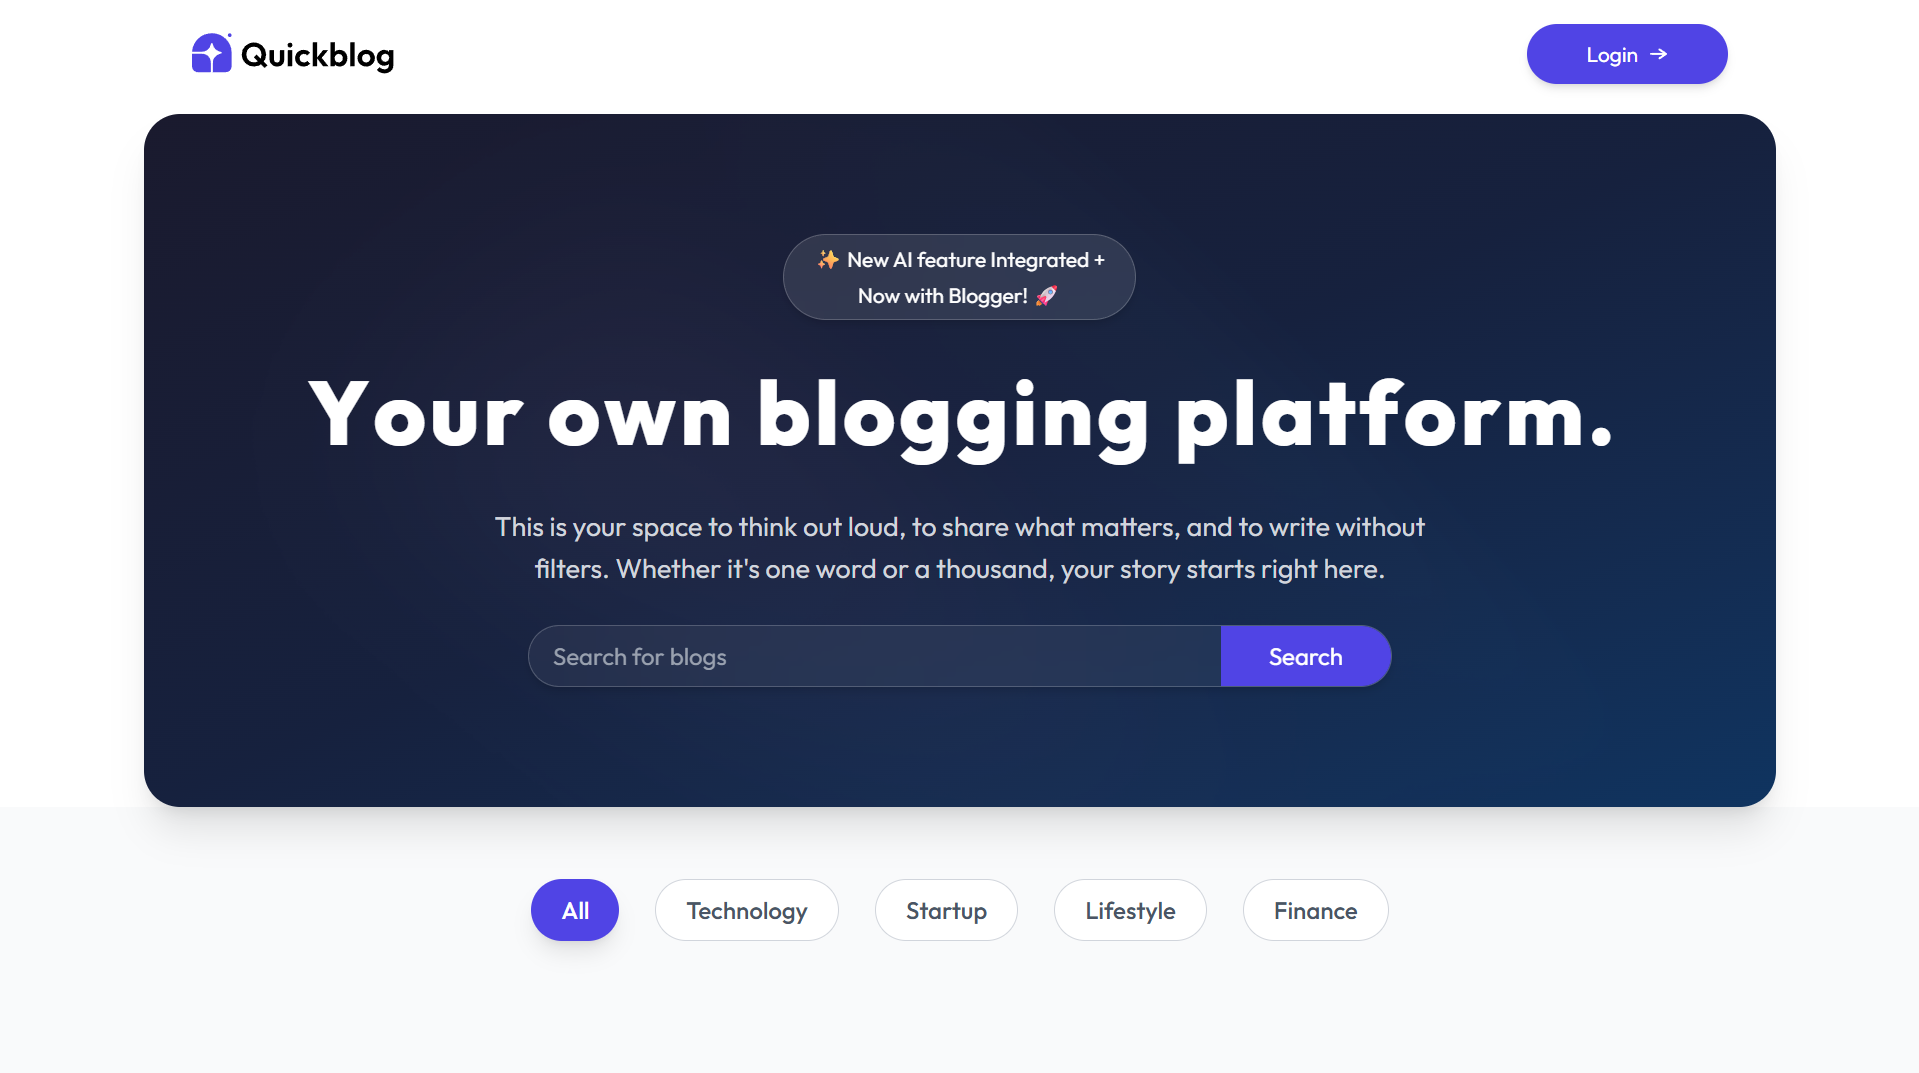 Quickblog
Login →
✨ New AI feature Integrated +
Now with Blogger! 🚀
Your own blogging platform.
This is your space to think out loud, to share what matters, and to write without
filters. Whether it's one word or a thousand, your story starts right here.
Search for blogs
Search
All
Technology
Startup
Lifestyle
Finance